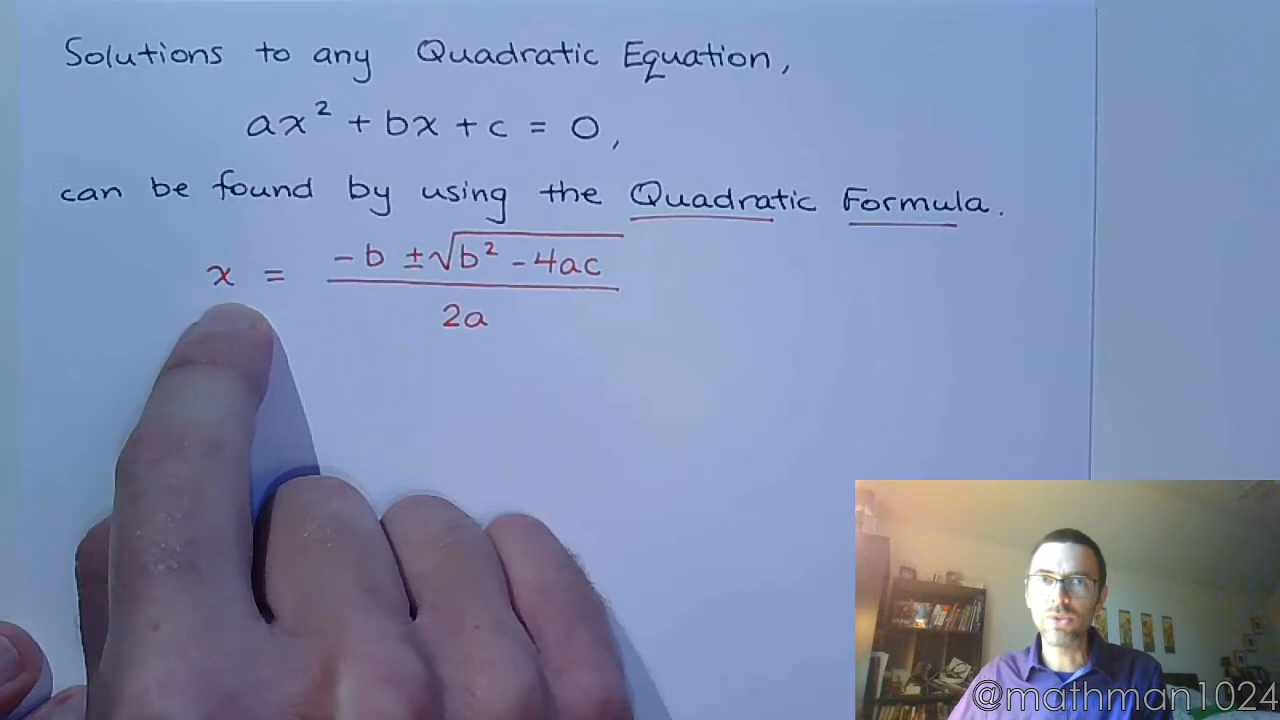 Solutions to any Quadratic Equation,
ax² + bx + c = 0,
can be found by using the Quadratic Formula.
x = -b ±√b² - 4ac / 2a
@mathman1024